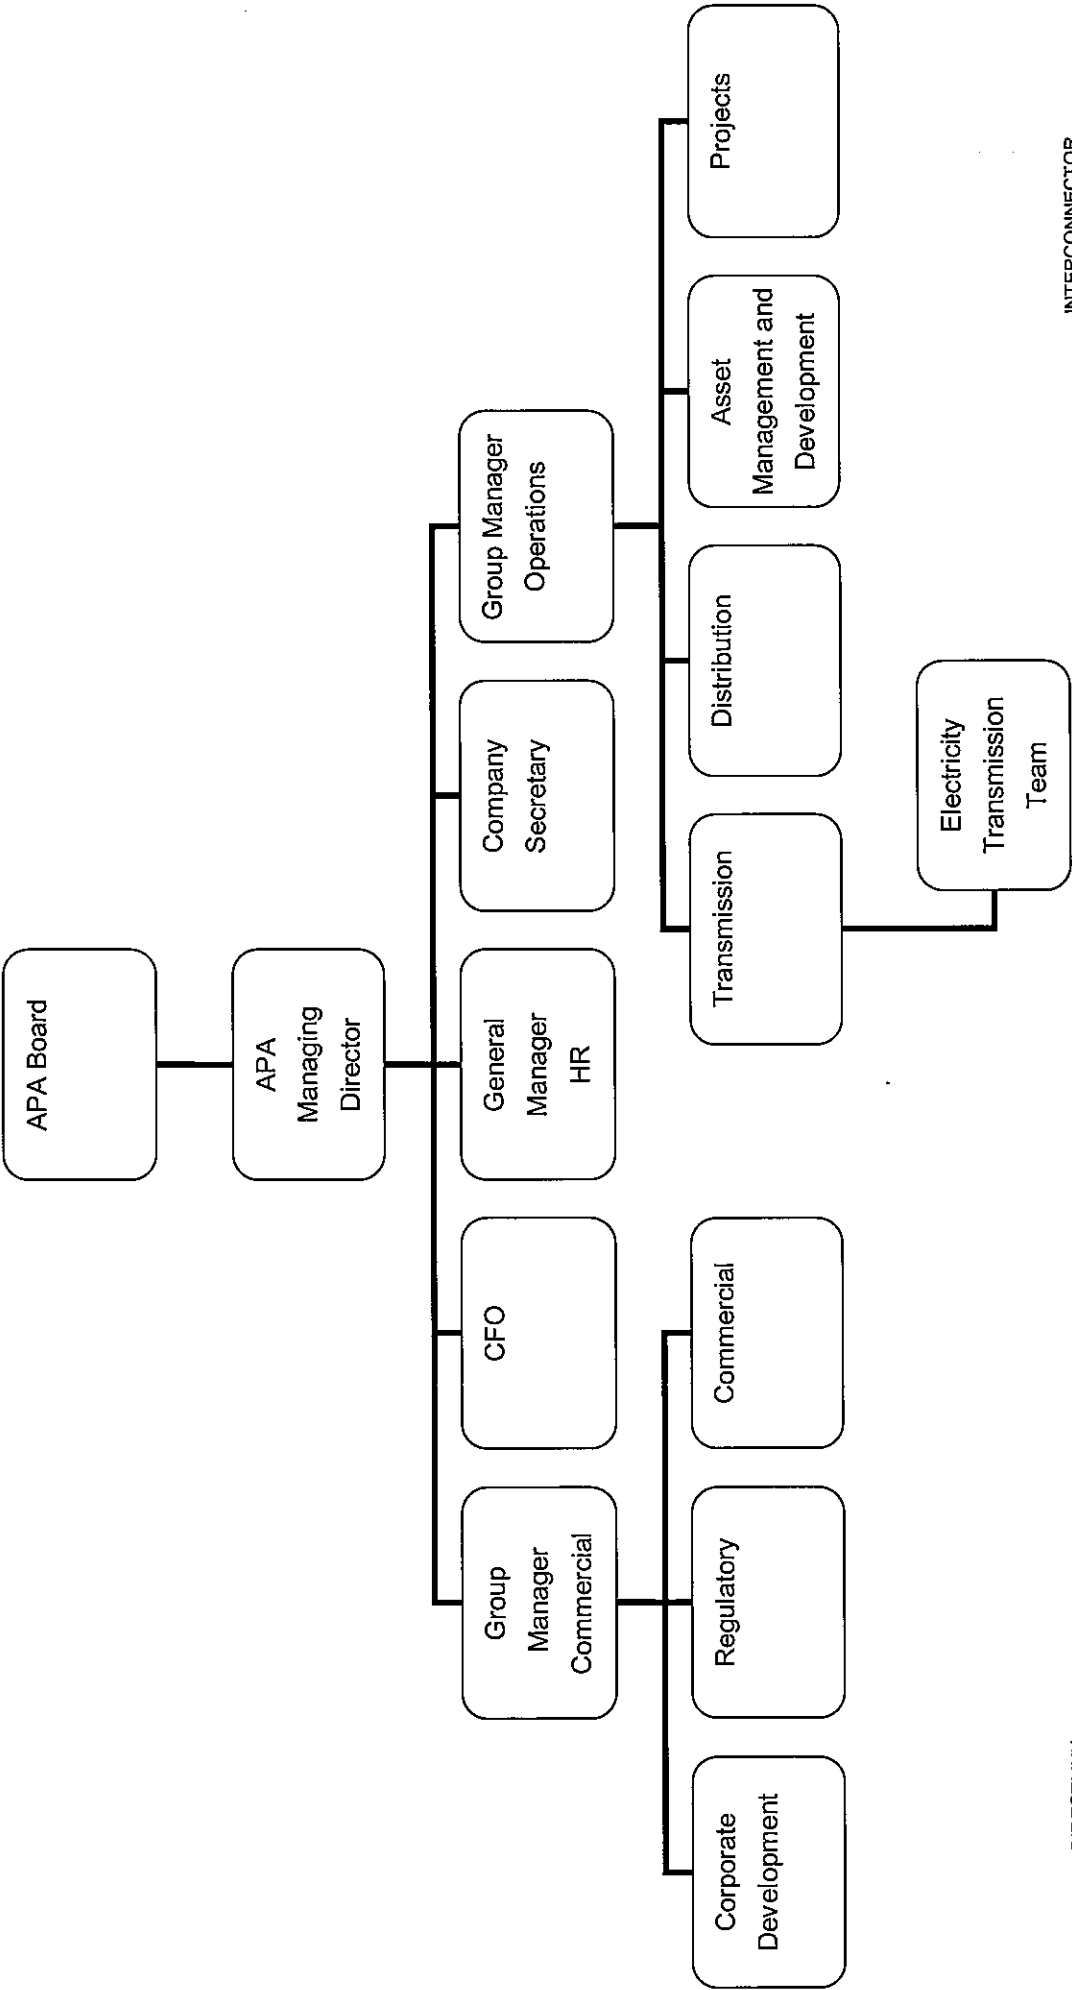 APA Board
APA
Managing
Director
Group
Manager
Commercial
CFO
General
Manager
HR
Company
Secretary
Group Manager
Operations
Corporate
Development
Regulatory
Commercial
Transmission
Distribution
Asset
Management and
Development
Projects
Electricity
Transmission
Team
INTERCONNECTOR